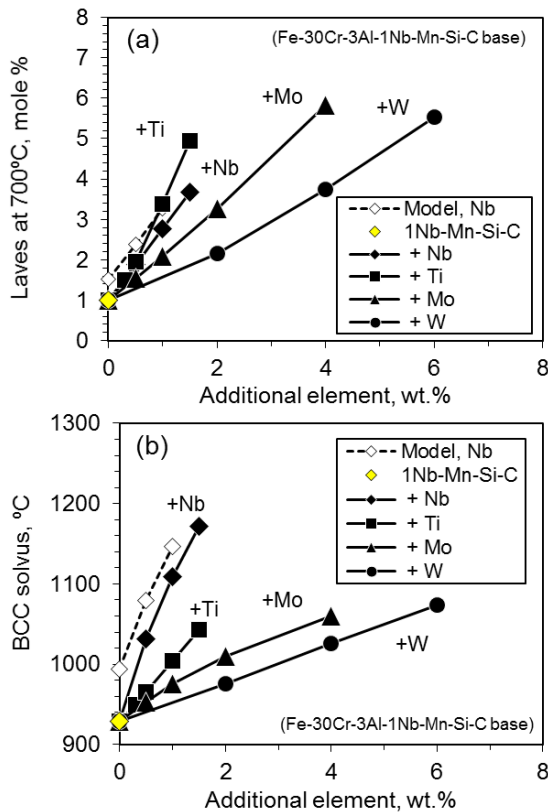 8
(a)
(Fe-30Cr-3Al-1Nb-Mn-Si-C base)
7
6
+Mo
+W
5
+Ti
+Nb
4
3
2
1
0
Laves at 700ºC, mole %
Model, Nb
1Nb-Mn-Si-C
+ Nb
+ Ti
+ Mo
+ W
0 2 4 6 8
Additional element, wt.%
1300
(b)
1200
+Nb
1100
+Ti
+Mo
1000
+W
900
BCC solvus, ºC
Model, Nb
1Nb-Mn-Si-C
+ Nb
+ Ti
+ Mo
+ W
(Fe-30Cr-3Al-1Nb-Mn-Si-C base)
0 2 4 6 8
Additional element, wt.%